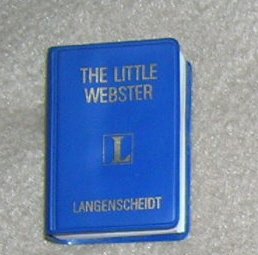 THE LITTLE
WEBSTER
L
LANGENSCHEIDT